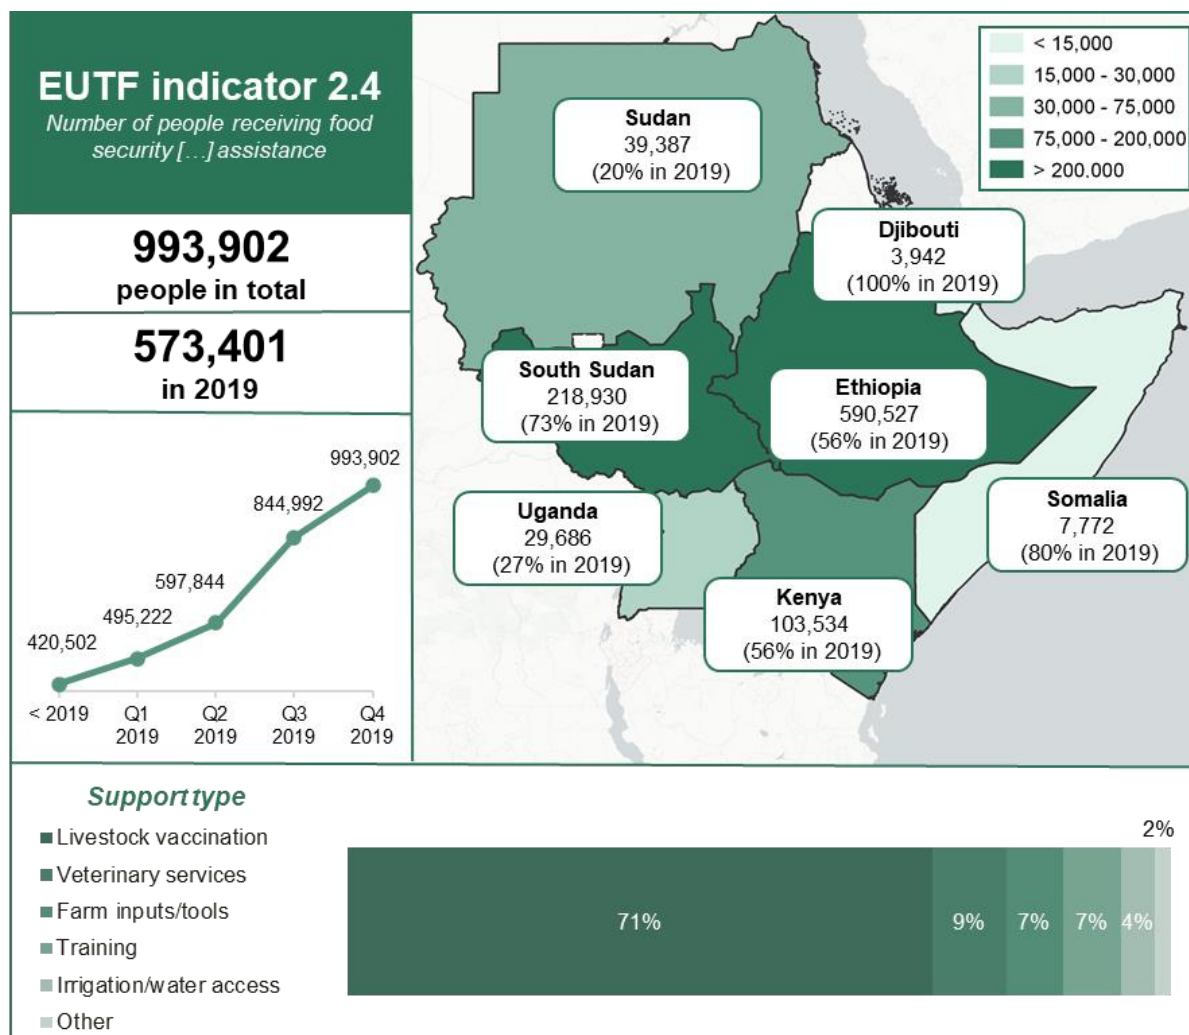 EUTF indicator 2.4
Number of people receiving food
security [...] assistance
993,902
people in total
573,401
in 2019
420,502
495,222
597,844
844,992
993,902
< 2019
Q1
2019
Q2
2019
Q3
2019
Q4
2019
< 15,000
15,000 - 30,000
30,000 - 75,000
75,000 - 200,000
> 200.000
Sudan
39,387
(20% in 2019)
Djibouti
3,942
(100% in 2019)
South Sudan
218,930
(73% in 2019)
Ethiopia
590,527
(56% in 2019)
Uganda
29,686
(27% in 2019)
Somalia
7,772
(80% in 2019)
Kenya
103,534
(56% in 2019)
Support type
Livestock vaccination
Veterinary services
Farm inputs/tools
Training
Irrigation/water access
Other
71%
9%
7%
7%
4%
2%